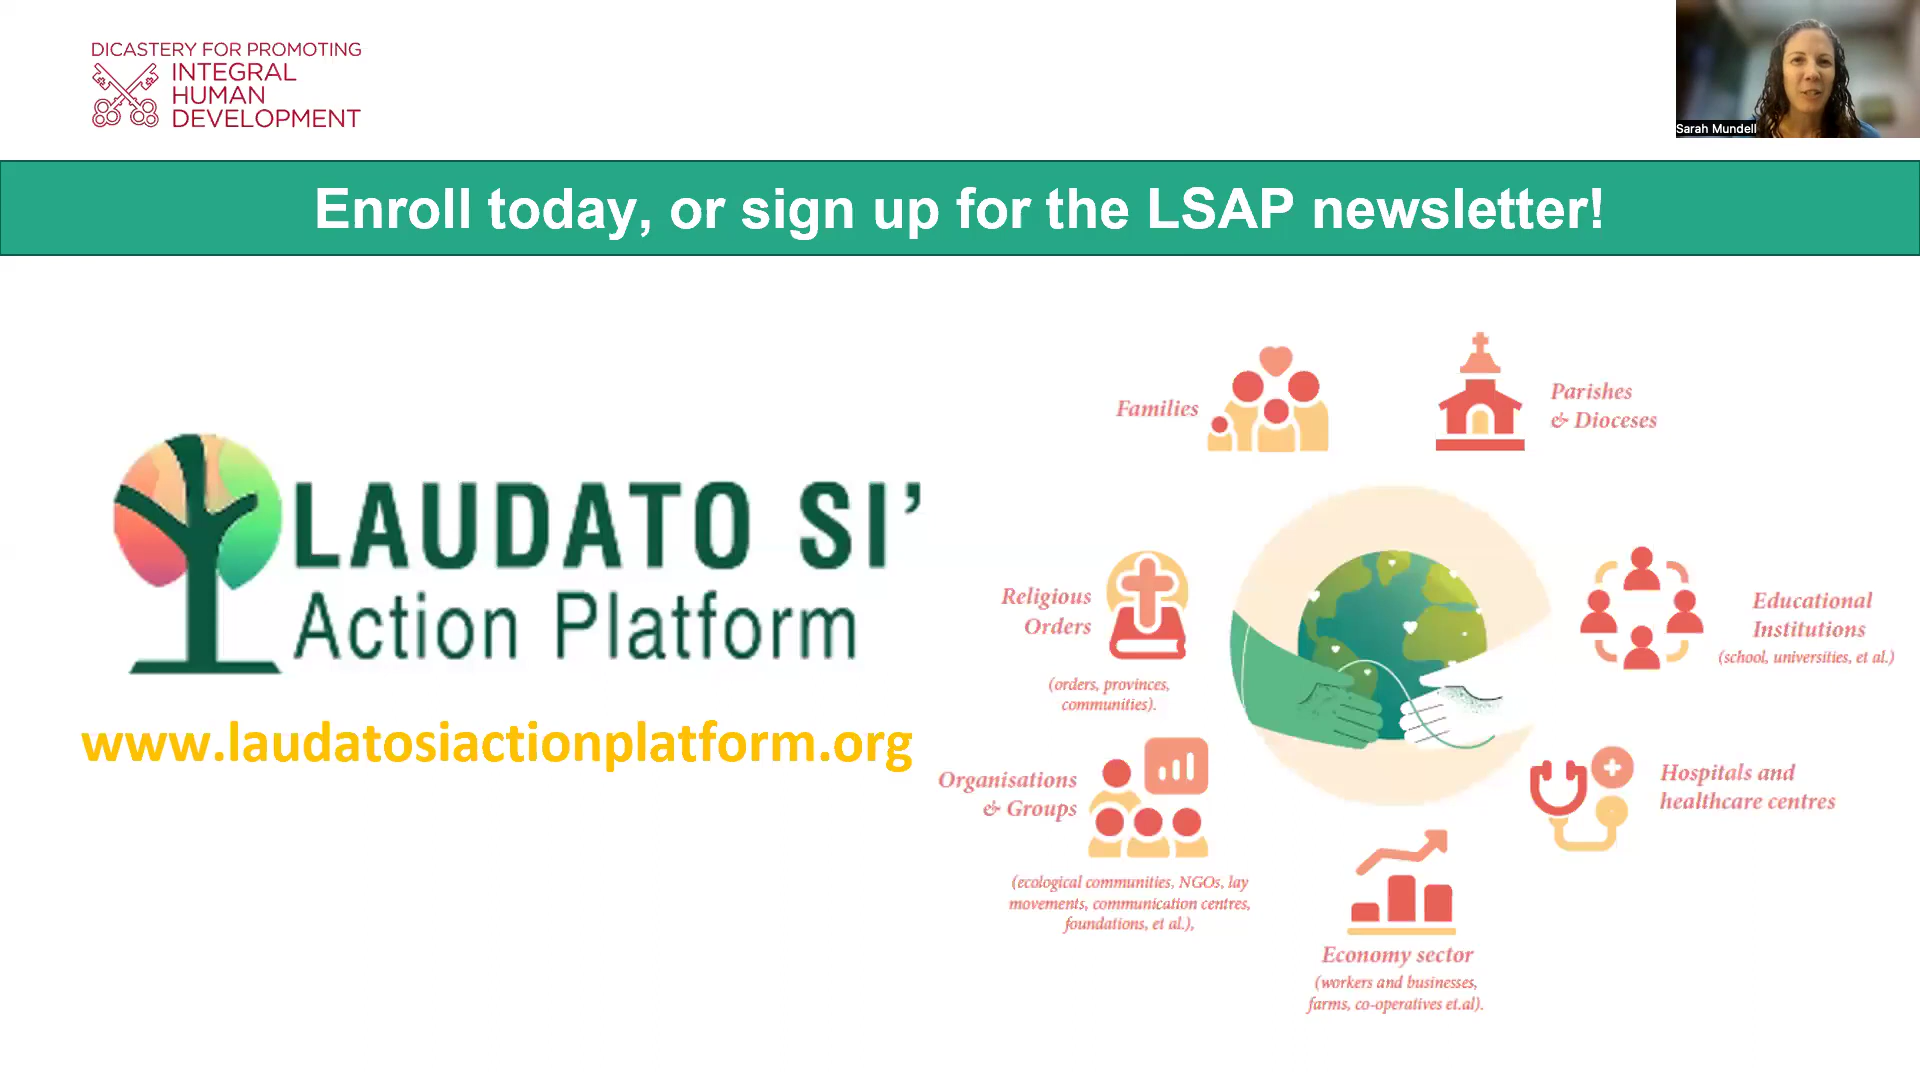 DICASTERY FOR PROMOTING
INTEGRAL
HUMAN
DEVELOPMENT
Sarah Mundell
Enroll today, or sign up for the LSAP newsletter!
LAUDATO SI’
Action Platform
www.laudatosiactionplatform.org
Families
Parishes
& Dioceses
Religious
Orders
(orders, provinces,
communities).
Educational
Institutions
(school, universities, et al.)
Organisations
& Groups
(ecological communities, NGOs, lay
movements, communication centres,
foundations, et al.),
Hospitals and
healthcare centres
Economy sector
(workers and businesses,
farms, co-operatives et.al).